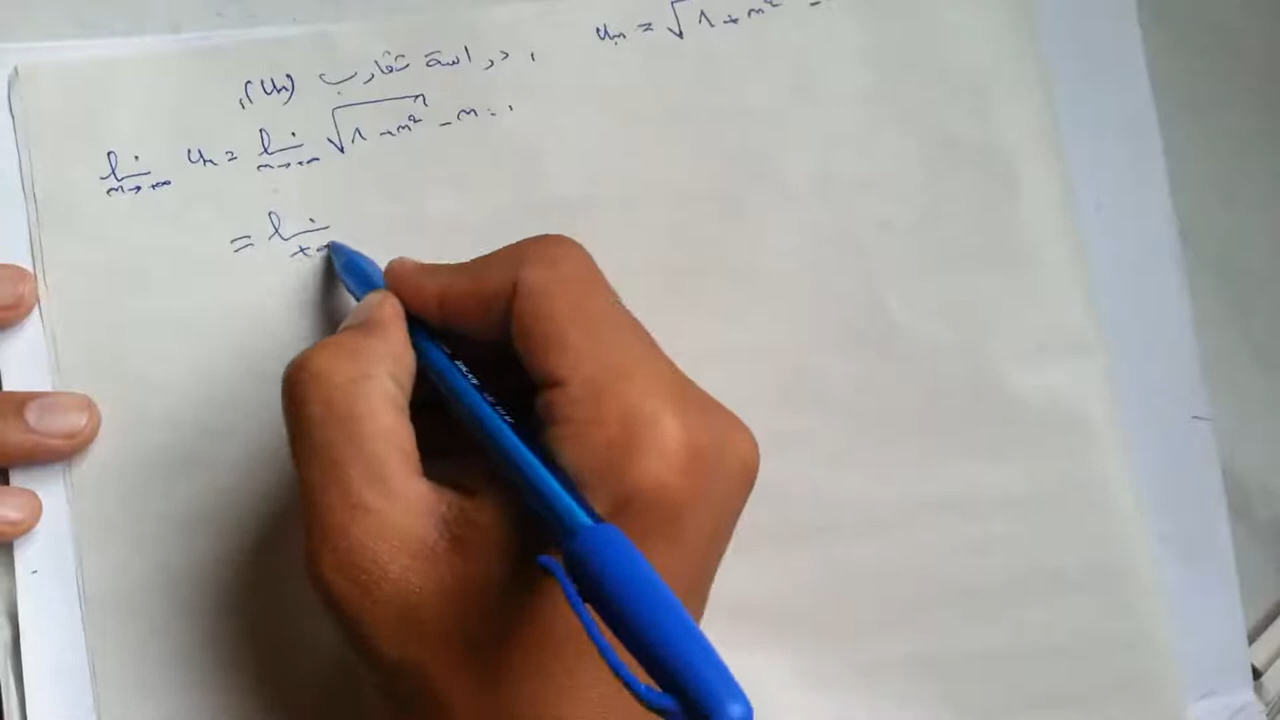 دراسة تقارب (Un)، Un = √1+n² -
lim n→+∞ Un = lim n→+∞ √1+n² - n =
= lim +∞